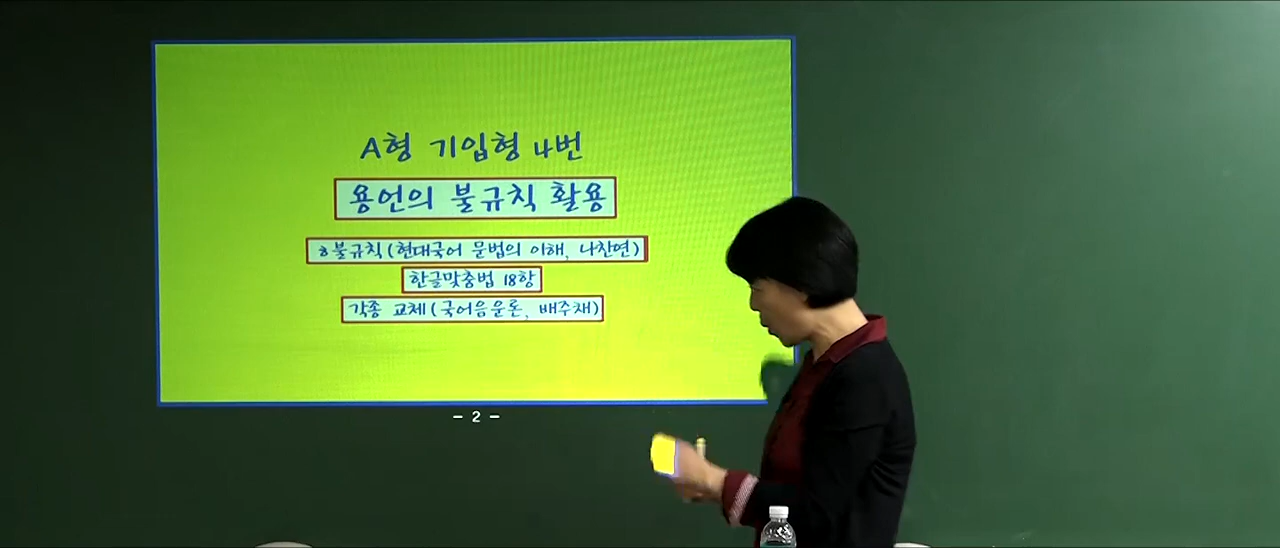 A형 기입형 4번
용언의 불규칙 활용
ㅎ불규칙(현대국어 문법의 이해, 나찬연)
한글맞춤법 18항
각종 교체(국어음운론, 배주채)
- 2 -